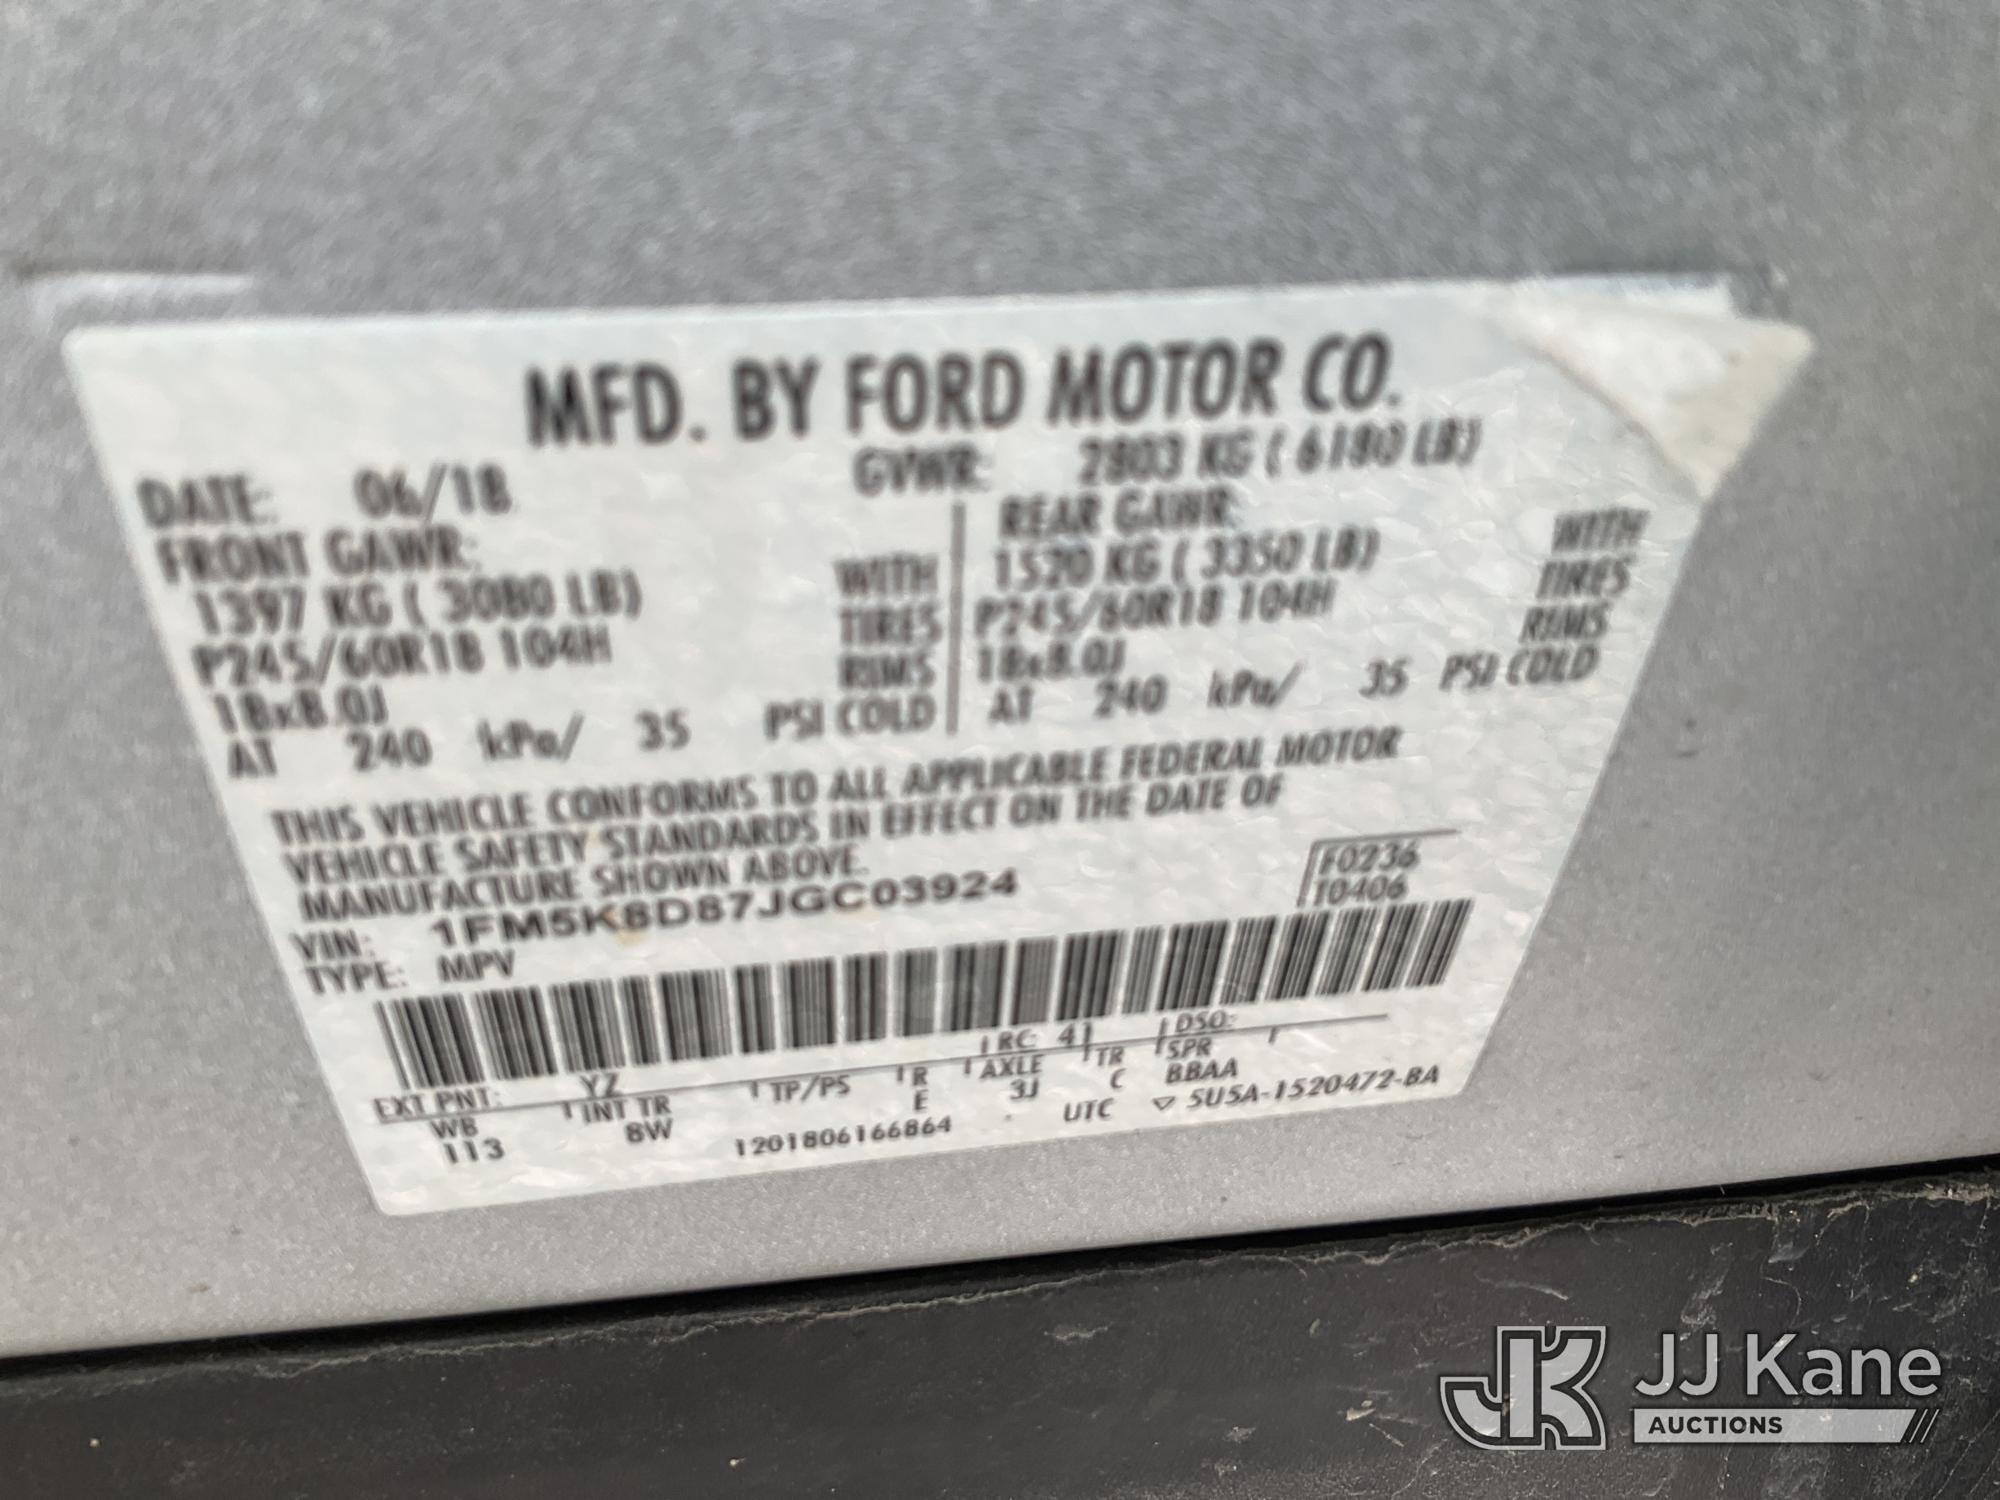 MFD. BY FORD MOTOR CO.
DATE: 06/18 GVWR: 2803 KG ( 6180 LB)
FRONT GAWR: REAR GAWR:
1397 KG ( 3080 LB) WITH 1520 KG ( 3350 LB) WITH
P245/60R18 104H TIRES P245/60R18 104H TIRES
18x8.0J RIMS 18x8.0J RIMS
AT 240 kPa/ 35 PSI COLD AT 240 kPa/ 35 PSI COLD
THIS VEHICLE CONFORMS TO ALL APPLICABLE FEDERAL MOTOR
VEHICLE SAFETY STANDARDS IN EFFECT ON THE DATE OF
MANUFACTURE SHOWN ABOVE.
VIN: 1FM5K8D87JGC03924 F0236
TYPE: MPV T0406
EXT PNT: YZ RC: 41 DSO:
WB INT TR TP/PS R AXLE TR SPR
113 8W E 3J C BBAA
1201806166864 UTC ▽ 5U5A-1520472-BA
JK JJ Kane
AUCTIONS